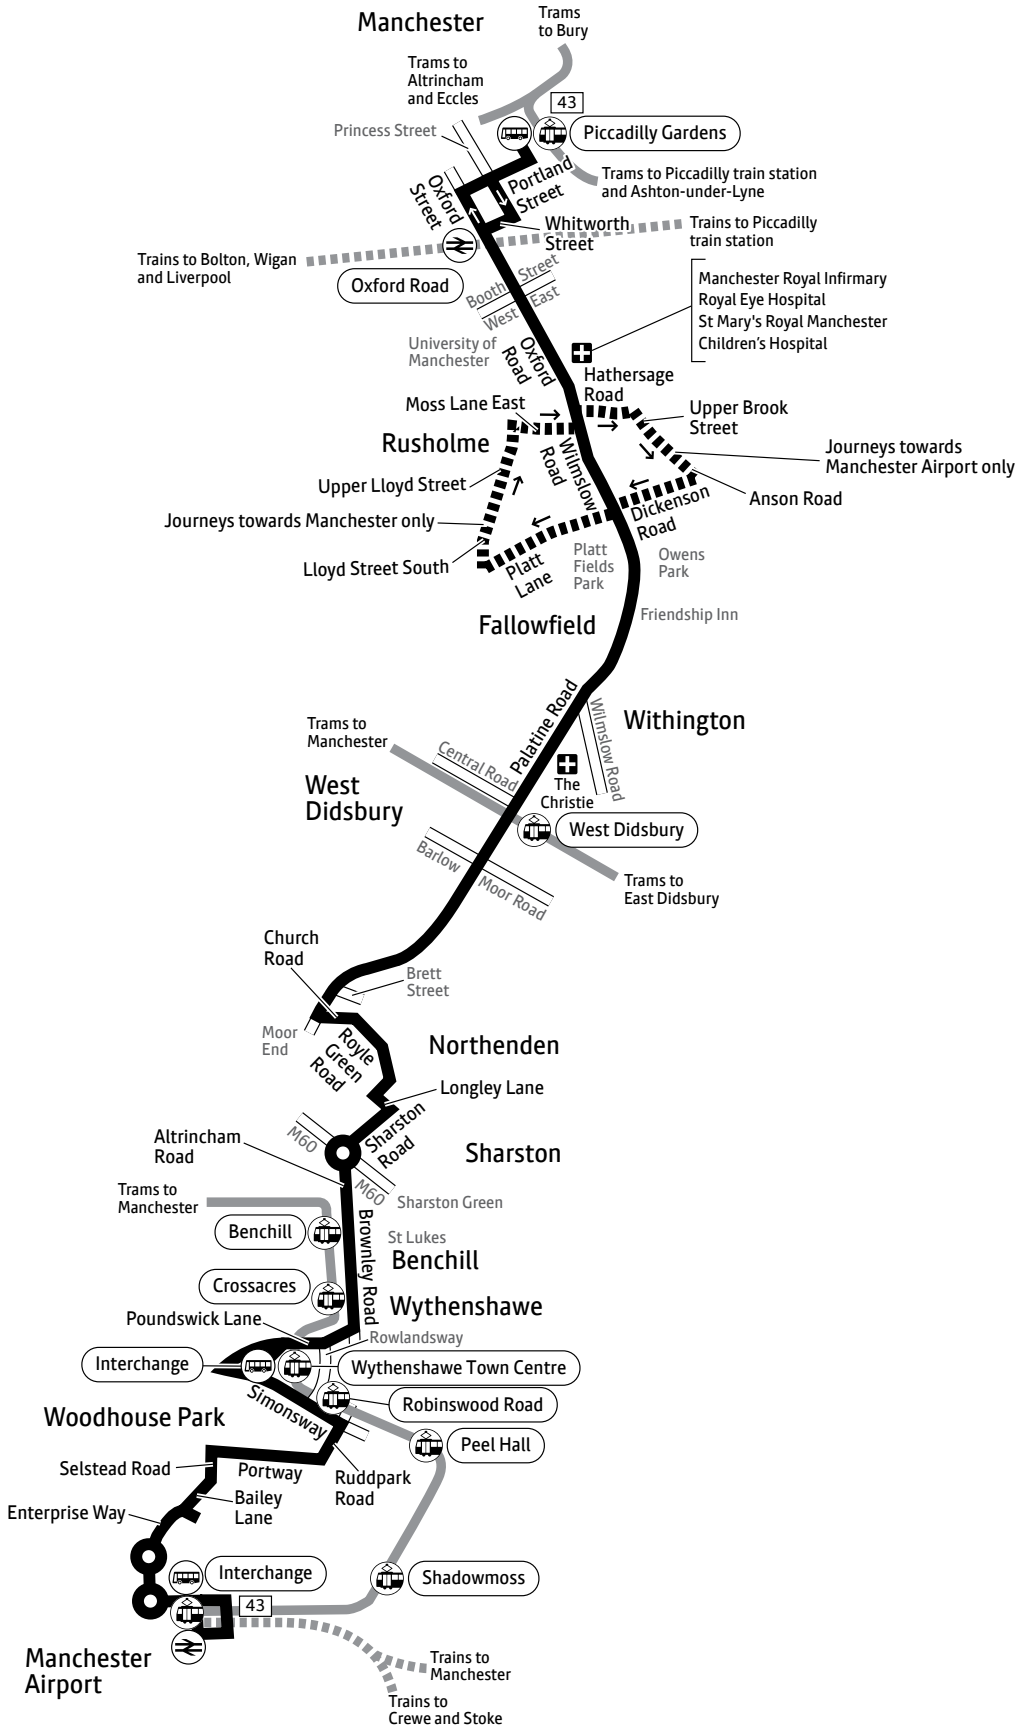 Manchester
Trams
to Bury
Trams to
Altrincham
and Eccles
43
Princess Street
Piccadilly Gardens
Portland
Street
Trams to Piccadilly train station
and Ashton-under-Lyne
Oxford
Street
Whitworth
Street
Trains to Piccadilly
train station
Trains to Bolton, Wigan
and Liverpool
Oxford Road
Booth Street
West East
Manchester Royal Infirmary
Royal Eye Hospital
St Mary's Royal Manchester
Children's Hospital
University of
Manchester
Oxford
Road
Hathersage
Road
Moss Lane East
Upper Brook
Street
Rusholme
Wilmslow
Road
Journeys towards
Manchester Airport only
Upper Lloyd Street
Anson Road
Dickenson
Road
Journeys towards Manchester only
Platt
Fields
Park
Owens
Park
Lloyd Street South
Platt
Lane
Friendship Inn
Fallowfield
Palatine Road
Wilmslow Road
Withington
Trams to
Manchester
Central Road
West
Didsbury
The
Christie
West Didsbury
Barlow
Moor Road
Trams to
East Didsbury
Church
Road
Brett
Street
Moor
End
Royle
Green
Road
Northenden
Longley Lane
Sharston
Road
M60
Altrincham
Road
Sharston
M60
Trams to
Manchester
Sharston Green
Benchill
Brownley Road
St Lukes
Benchill
Crossacres
Wythenshawe
Poundswick Lane
Rowlandsway
Interchange
Wythenshawe Town Centre
Simonsway
Robinswood Road
Woodhouse Park
Peel Hall
Selstead Road
Portway
Ruddpark
Road
Bailey
Lane
Enterprise Way
Interchange
Shadowmoss
43
Manchester
Airport
Trains to
Manchester
Trains to
Crewe and Stoke